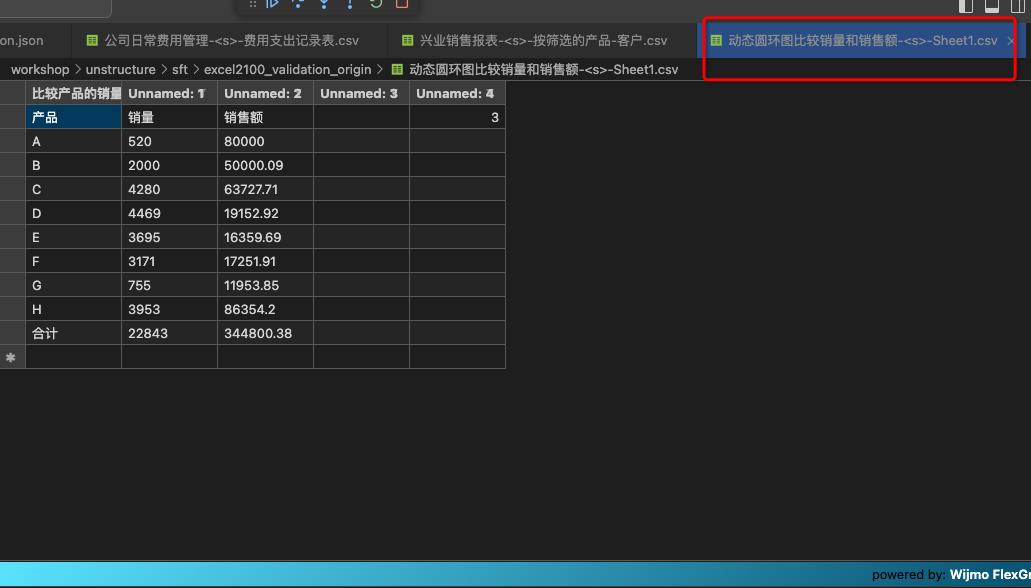 on.json 公司日常费用管理-<s>-费用支出记录表.csv 兴业销售报表-<s>-按筛选的产品-客户.csv 动态圆环图比较销量和销售额-<s>-Sheet1.csv ×
workshop > unstructure > sft > excel2100_validation_origin > 动态圆环图比较销量和销售额-<s>-Sheet1.csv
比较产品的销量 Unnamed: 1 Unnamed: 2 Unnamed: 3 Unnamed: 4
产品 销量 销售额 3
A 520 80000
B 2000 50000.09
C 4280 63727.71
D 4469 19152.92
E 3695 16359.69
F 3171 17251.91
G 755 11953.85
H 3953 86354.2
合计 22843 344800.38
✱
powered by: Wijmo FlexGr